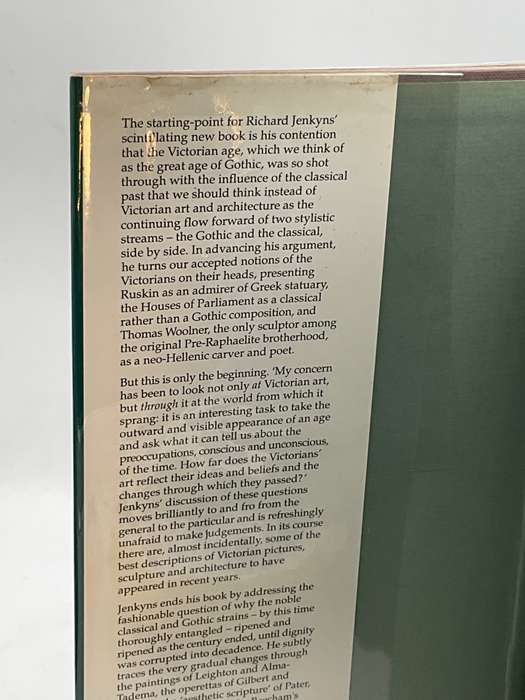 The starting-point for Richard Jenkyns'
scintillating new book is his contention
that the Victorian age, which we think of
as the great age of Gothic, was so shot
through with the influence of the classical
past that we should think instead of
Victorian art and architecture as the
continuing flow forward of two stylistic
streams – the Gothic and the classical,
side by side. In advancing his argument,
he turns our accepted notions of the
Victorians on their heads, presenting
Ruskin as an admirer of Greek statuary,
the Houses of Parliament as a classical
rather than a Gothic composition, and
Thomas Woolner, the only sculptor among
the original Pre-Raphaelite brotherhood,
as a neo-Hellenic carver and poet.
But this is only the beginning. 'My concern
has been to look not only at Victorian art,
but through it at the world from which it
sprang: it is an interesting task to take the
outward and visible appearance of an age
and ask what it can tell us about the
preoccupations, conscious and unconscious,
of the time. How far does the Victorians'
art reflect their ideas and beliefs and the
changes through which they passed?'
Jenkyns' discussion of these questions
moves brilliantly to and fro from the
general to the particular and is refreshingly
unafraid to make judgements. In its course
there are, almost incidentally, some of the
best descriptions of Victorian pictures,
sculpture and architecture to have
appeared in recent years.
Jenkyns ends his book by addressing the
fashionable question of why the noble
classical and Gothic strains – by this time
thoroughly entangled – ripened and
ripened as the century ended, until dignity
was corrupted into decadence. He subtly
traces the very gradual changes through
the paintings of Leighton and Alma-
Tadema, the operettas of Gilbert and
'aesthetic scripture' of Pater,